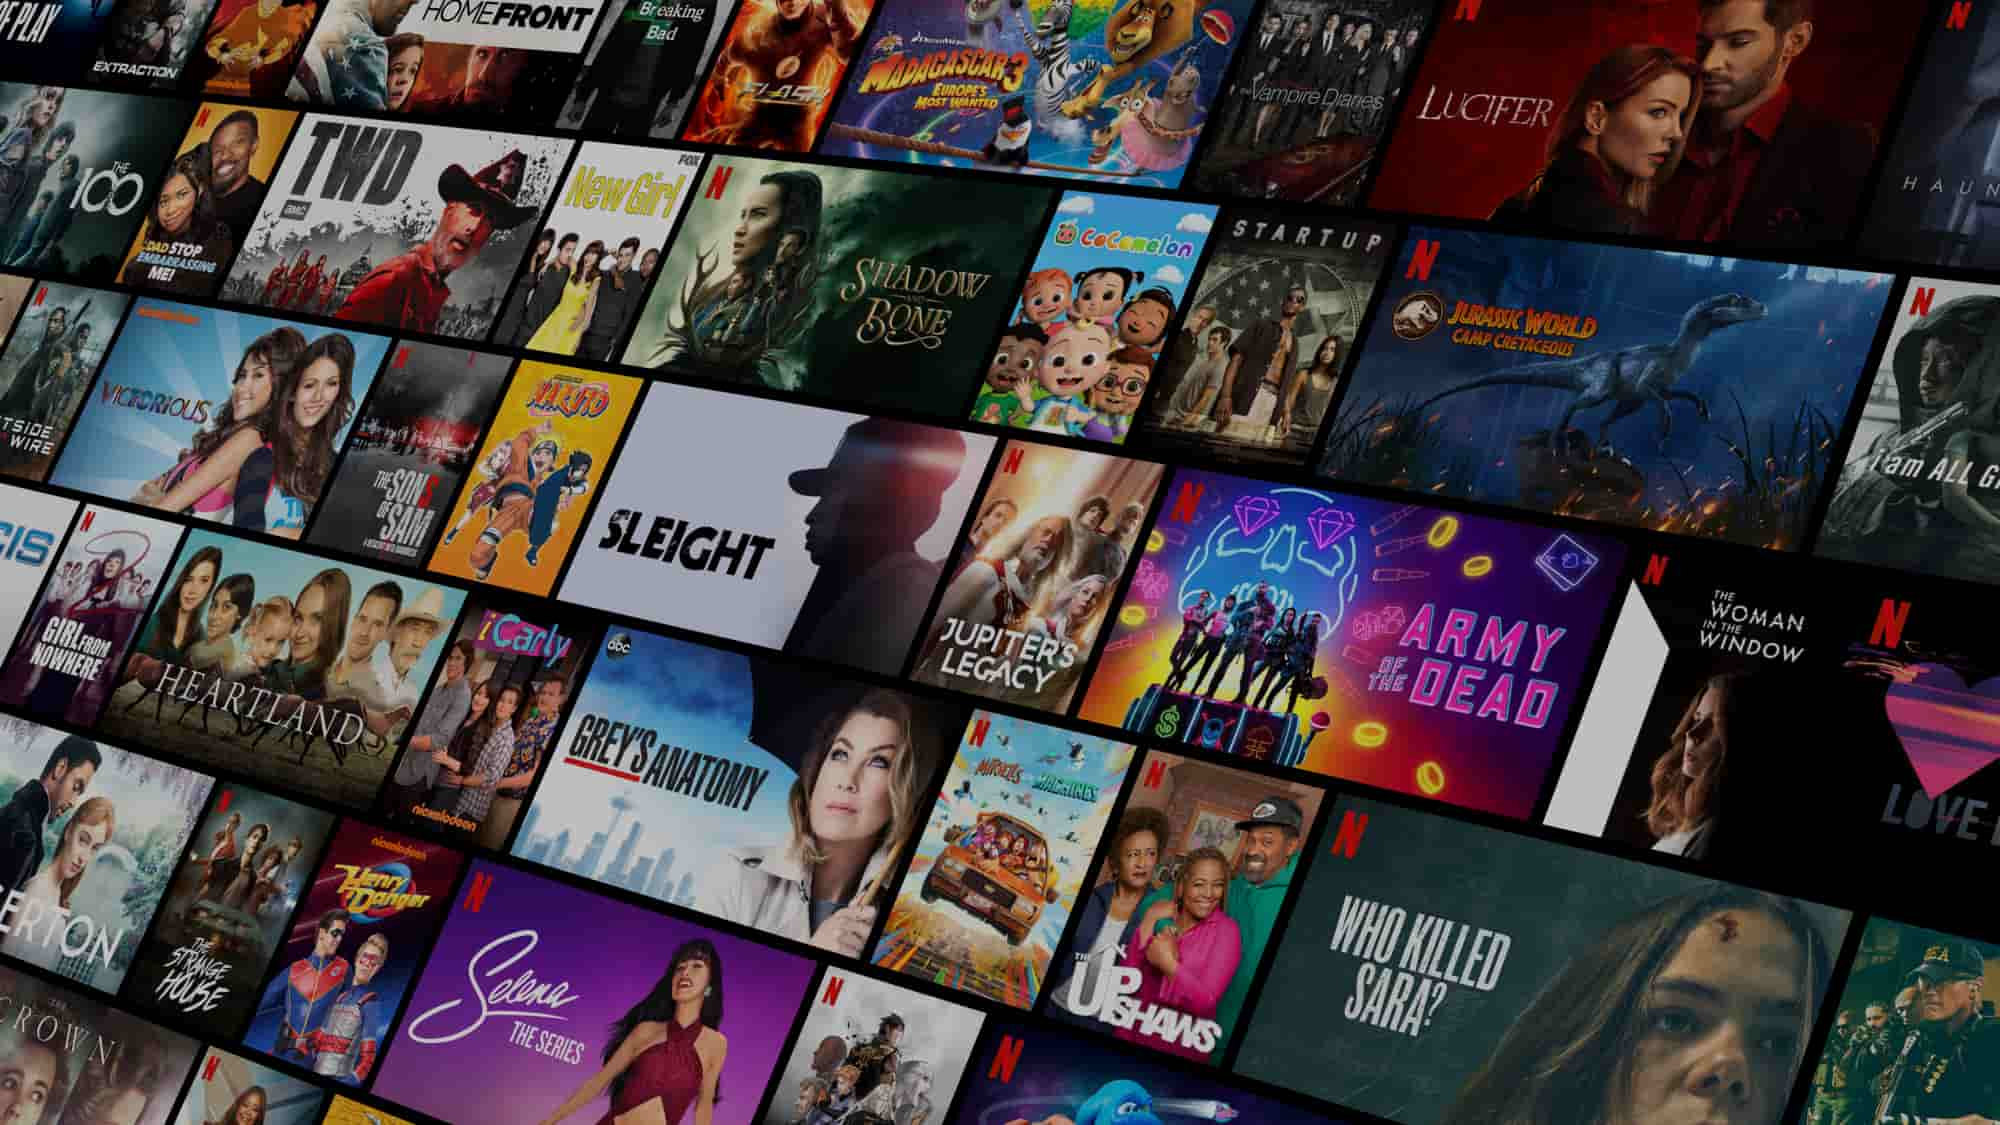 OF PLAY
EXTRACTION
HOMEFRONT
Breaking
Bad
FLASH
DreamWorks
MADAGASCAR 3
EUROPE'S
MOST WANTED
The Vampire Diaries
N
LUCIFER
N
HAUN
THE
100
N
DAD STOP
EMBARRASSING
ME!
TWD
amc
FOX
New Girl
N
SHADOW
AND
BONE
CoComelon
STARTUP
N
JURASSIC WORLD
CAMP CRETACEOUS
N
I am ALL G
N
TSIDE
WIRE
nickelodeon
VICTORiOUS
N
THE SONS
OF SAM
NARUTO
SLEIGHT
N
JUPITER'S
LEGACY
N
ARMY
OF THE DEAD
N
THE
WOMAN
IN THE
WINDOW
N
LOVE
CIS
N
GIRL FROM
NOWHERE
HEARTLAND
iCarly
nickelodeon
abc
GREY'S ANATOMY
N
MITCHELLS
MACHINES
N
THE
UPSHAWS
N
WHO KILLED
SARA?
ERTON
N
THE
STRANGE
HOUSE
nickelodeon
Henry
Danger
N
Selena
THE SERIES
N
N
EA
THE
CROWN
N